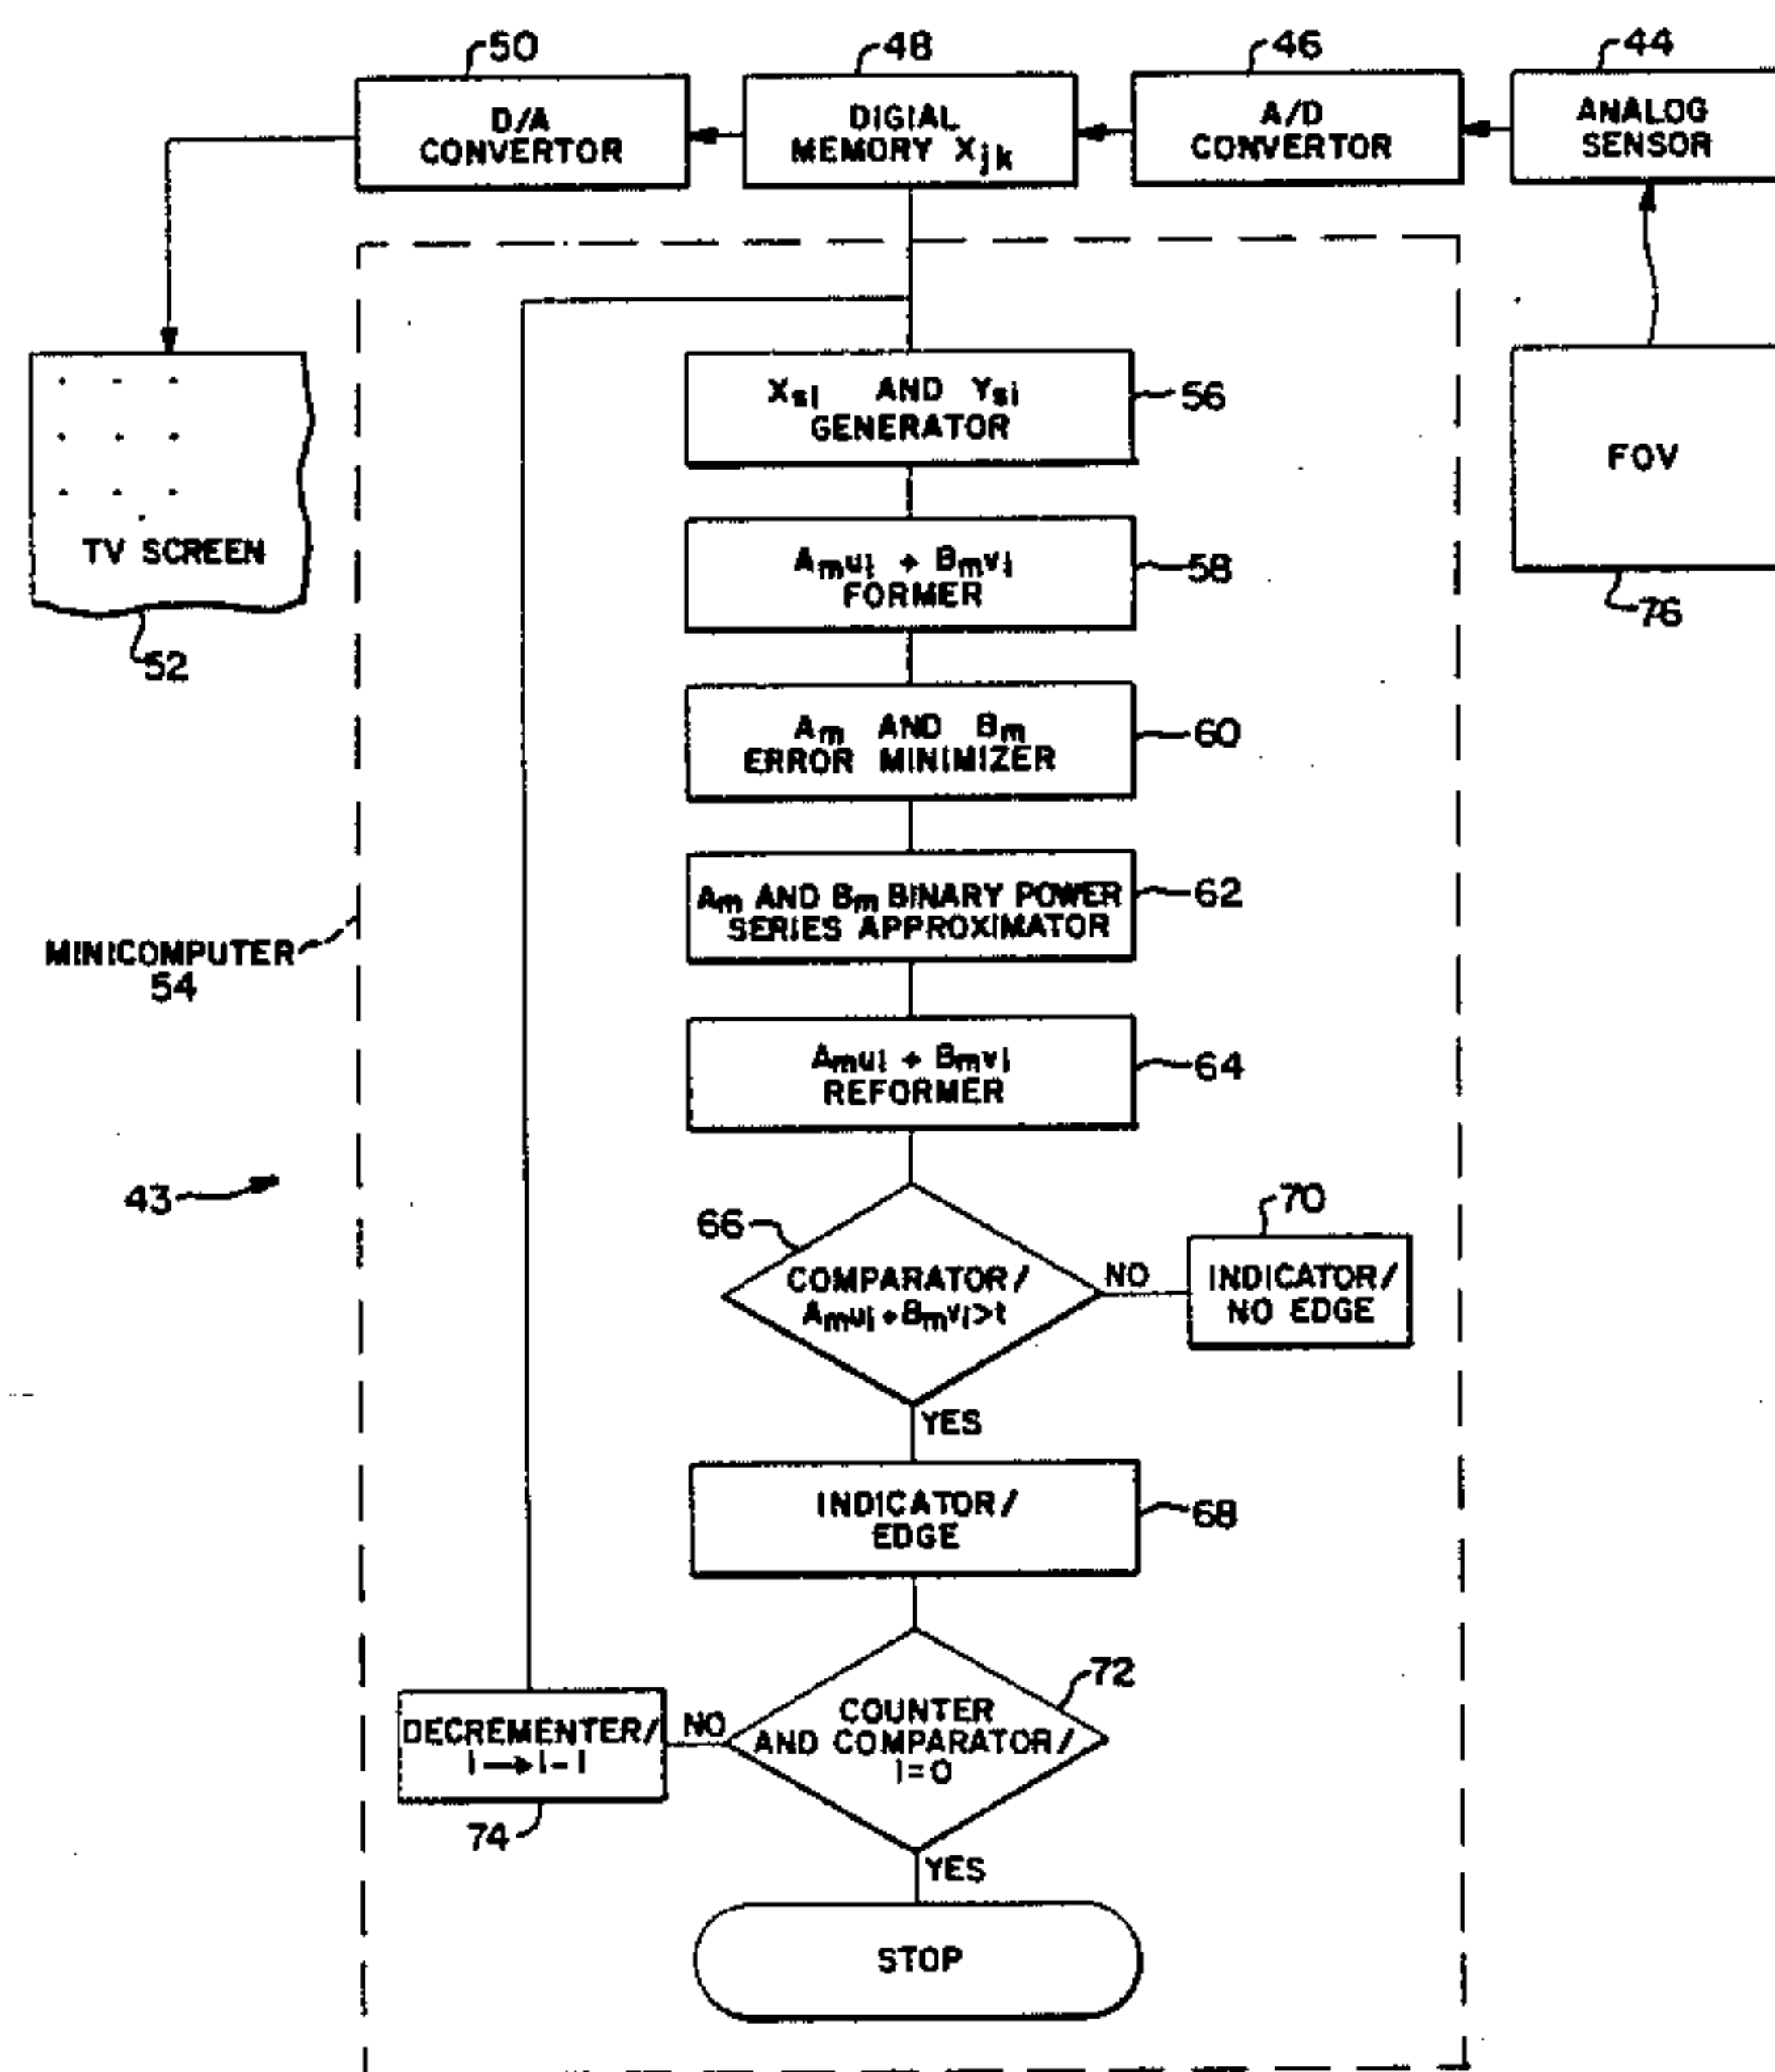 50
48
46
44
D/A
CONVERTOR
DIGIAL
MEMORY Xjk
A/D
CONVERTOR
ANALOG
SENSOR
XsI AND Ysi
GENERATOR
56
FOV
76
TV SCREEN
52
Amui + Bmvi
FORMER
58
Am AND Bm
ERROR MINIMIZER
60
Am AND Bm BINARY POWER
SERIES APPROXIMATOR
62
MINICOMPUTER
54
Amui + Bmvi
REFORMER
64
43
66
COMPARATOR/
Amui + Bmvi>t
NO
70
INDICATOR/
NO EDGE
YES
INDICATOR/
EDGE
68
72
COUNTER
AND COMPARATOR/
I=0
NO
DECREMENTER/
I→I-I
74
YES
STOP